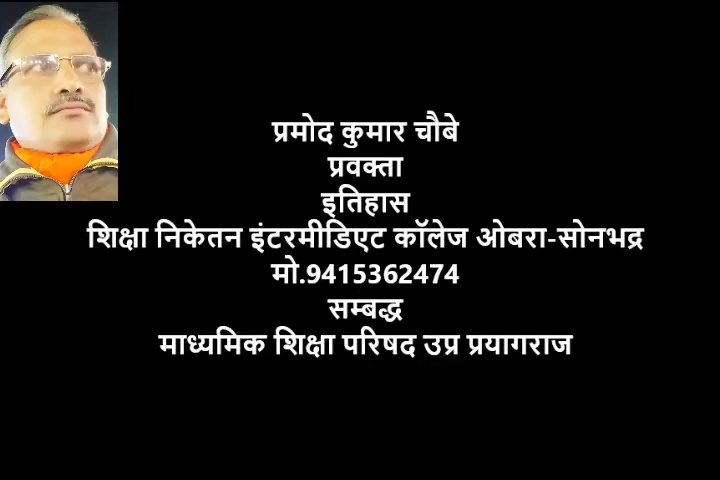 प्रमोद कुमार चौबे
प्रवक्ता
इतिहास
शिक्षा निकेतन इंटरमीडिएट कॉलेज ओबरा-सोनभद्र
मो.9415362474
सम्बद्ध
माध्यमिक शिक्षा परिषद उप्र प्रयागराज